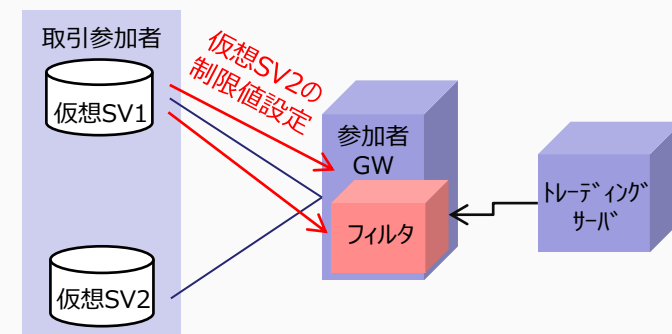 取引参加者
仮想SV1
仮想SV2
仮想SV2の
制限値設定
参加者
GW
フィルタ
ﾄﾚｰﾃﾞｨﾝｸﾞ
ｻｰﾊﾞ